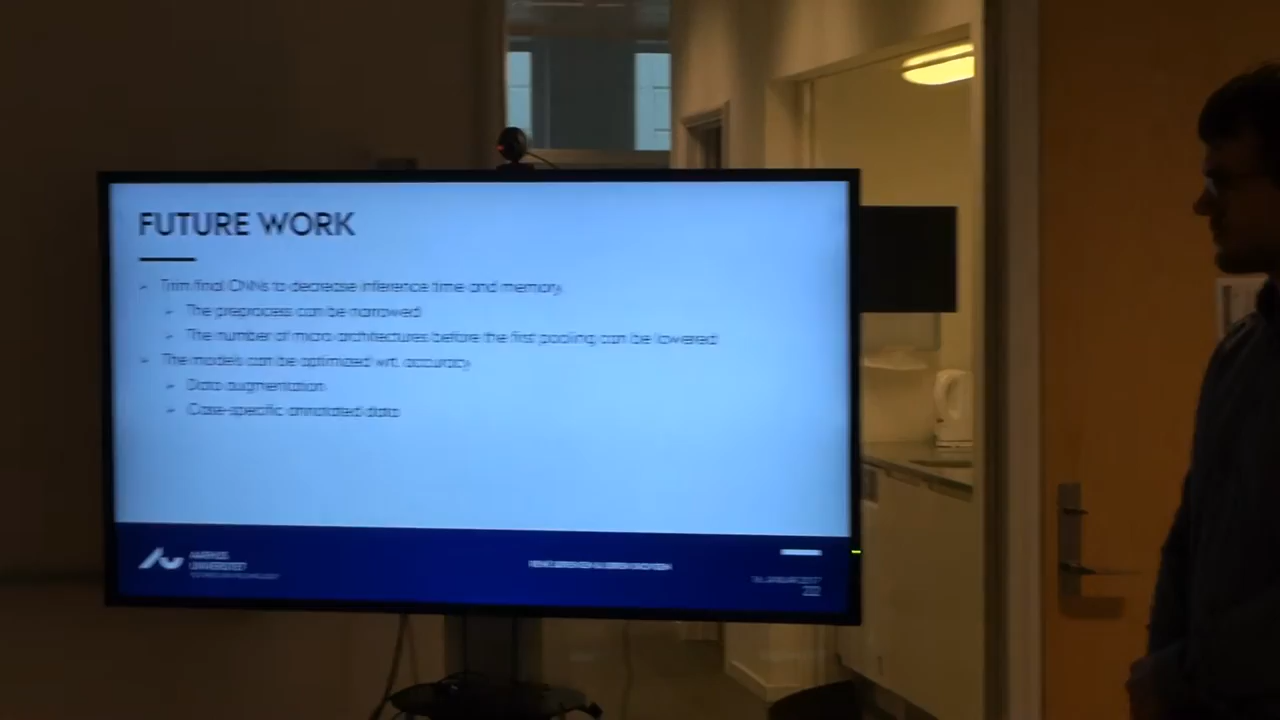 FUTURE WORK
Trim final CNNs to decrease inference time and memory
The preprocess can be narrowed
The number of micro architectures before the first pooling can be lowered
The models can be optimized wrt. accuracy
Data augmentation
Case-specific annotated data
AARHUS
UNIVERSITET